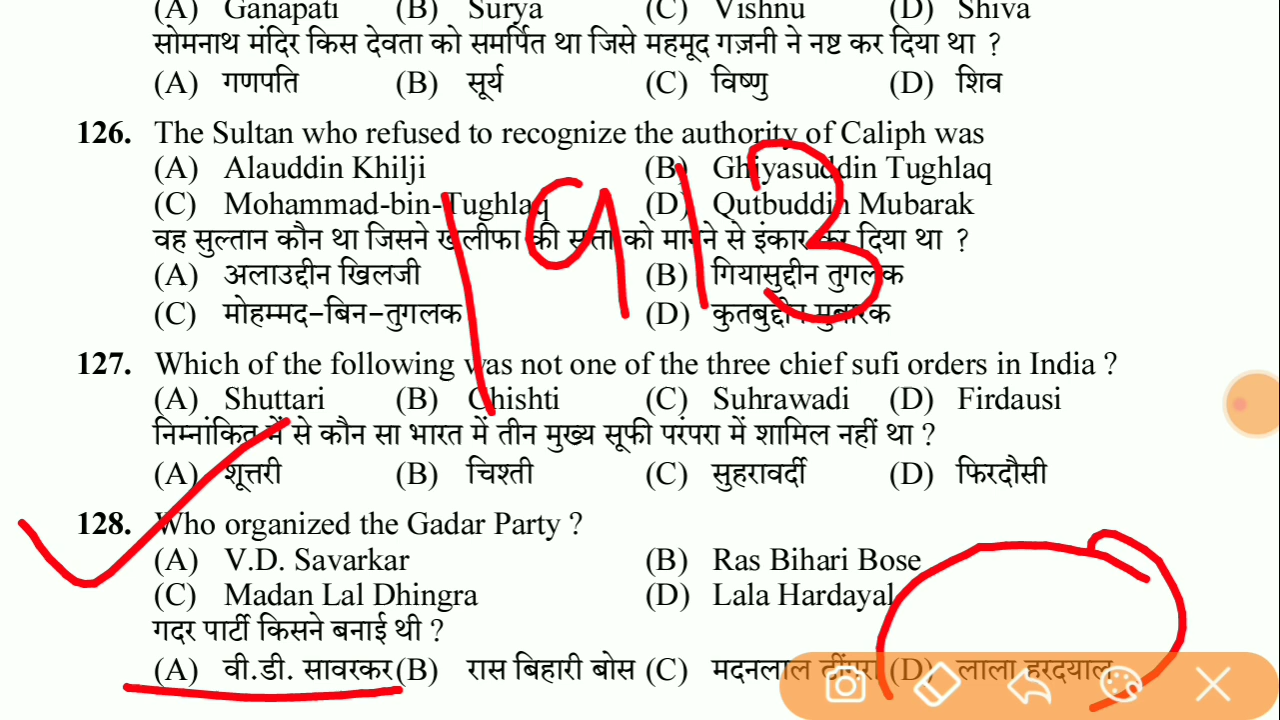 (A) Ganapati (B) Surya (C) Vishnu (D) Shiva
सोमनाथ मंदिर किस देवता को समर्पित था जिसे महमूद गज़नी ने नष्ट कर दिया था ?
(A) गणपति (B) सूर्य (C) विष्णु (D) शिव
126. The Sultan who refused to recognize the authority of Caliph was
(A) Alauddin Khilji (B) Ghiyasuddin Tughlaq
(C) Mohammad-bin-Tughlaq (D) Qutbuddin Mubarak
1913
वह सुल्तान कौन था जिसने खलीफा की सत्ता को मानने से इंकार कर दिया था ?
(A) अलाउद्दीन खिलजी (B) गियासुद्दीन तुगलक
(C) मोहम्मद-बिन-तुगलक (D) कुतबुद्दीन मुबारक
127. Which of the following was not one of the three chief sufi orders in India ?
(A) Shuttari (B) Chishti (C) Suhrawadi (D) Firdausi
निम्नांकित में से कौन सा भारत में तीन मुख्य सूफी परंपरा में शामिल नहीं था ?
(A) शूत्तरी (B) चिश्ती (C) सुहरावर्दी (D) फिरदौसी
128. Who organized the Gadar Party ?
(A) V.D. Savarkar (B) Ras Bihari Bose
(C) Madan Lal Dhingra (D) Lala Hardayal
गदर पार्टी किसने बनाई थी ?
(A) वी.डी. सावरकर (B) रास बिहारी बोस (C) मदनलाल ढींगरा (D) लाला हरदयाल